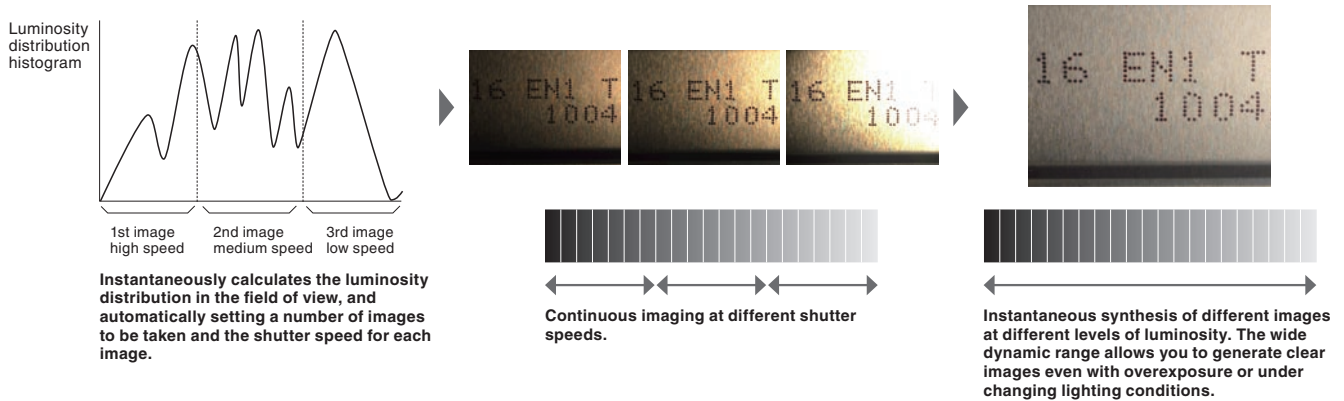 Luminosity
distribution
histogram
1st image
high speed
2nd image
medium speed
3rd image
low speed
Instantaneously calculates the luminosity
distribution in the field of view, and
automatically setting a number of images
to be taken and the shutter speed for each
image.
16 EN1 T
1004
16 EN1 T
1004
16 EN1 T
1004
Continuous imaging at different shutter
speeds.
16 EN1 T
1004
Instantaneous synthesis of different images
at different levels of luminosity. The wide
dynamic range allows you to generate clear
images even with overexposure or under
changing lighting conditions.